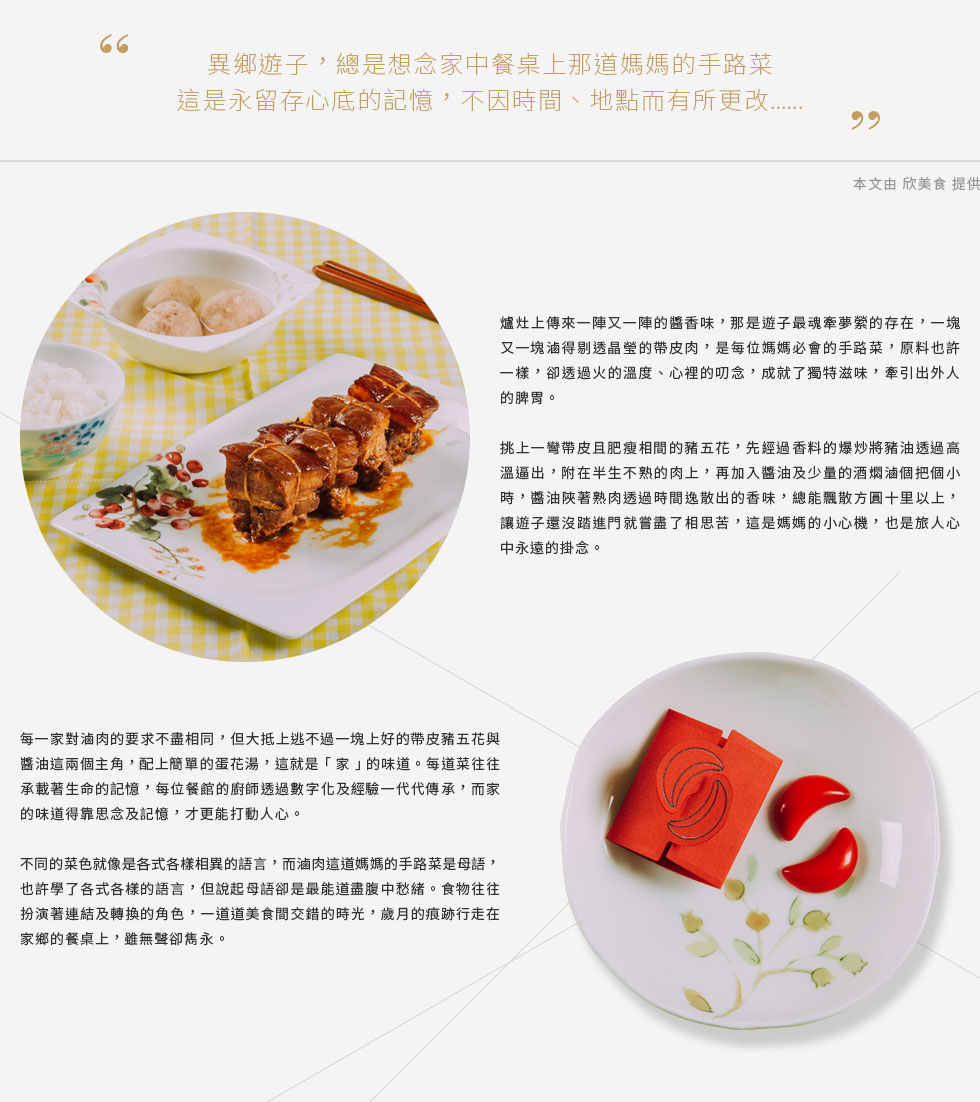 異鄉遊子，總是想念家中餐桌上那道媽媽的手路菜
這是永留存心底的記憶，不因時間、地點而有所更改......
本文由 欣美食 提供
爐灶上傳來一陣又一陣的醬香味，那是遊子最魂牽夢縈的存在，一塊
又一塊滷得剔透晶瑩的帶皮肉，是每位媽媽必會的手路菜，原料也許
一樣，卻透過火的溫度、心裡的叨念，成就了獨特滋味，牽引出外人
的脾胃。
挑上一彎帶皮且肥瘦相間的豬五花，先經過香料的爆炒將豬油透過高
溫逼出，附在半生不熟的肉上，再加入醬油及少量的酒燜滷個把個小
時，醬油陝著熟肉透過時間逸散出的香味，總能飄散方圓十里以上，
讓遊子還沒踏進門就嘗盡了相思苦，這是媽媽的小心機，也是旅人心
中永遠的掛念。
每一家對滷肉的要求不盡相同，但大抵上逃不過一塊上好的帶皮豬五花與
醬油這兩個主角，配上簡單的蛋花湯，這就是「 家 」的味道。每道菜往往
承載著生命的記憶，每位餐館的廚師透過數字化及經驗一代代傳承，而家
的味道得靠思念及記憶，才更能打動人心。
不同的菜色就像是各式各樣相異的語言，而滷肉這道媽媽的手路菜是母語，
也許學了各式各樣的語言，但說起母語卻是最能道盡腹中愁緒。食物往往
扮演著連結及轉換的角色，一道道美食間交錯的時光，歲月的痕跡行走在
家鄉的餐桌上，雖無聲卻雋永。